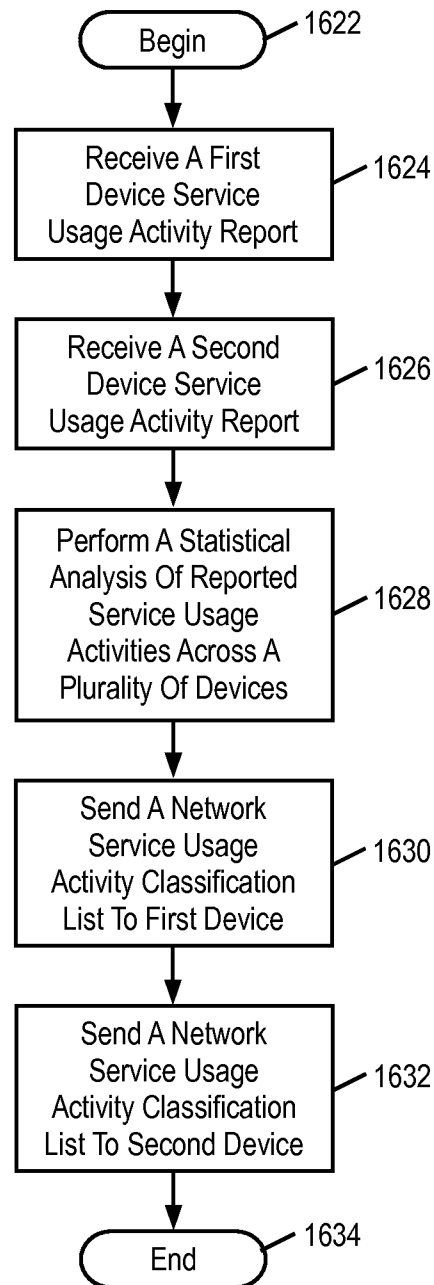 Begin
1622
Receive A First
Device Service
Usage Activity Report
1624
Receive A Second
Device Service
Usage Activity Report
1626
Perform A Statistical
Analysis Of Reported
Service Usage
Activities Across A
Plurality Of Devices
1628
Send A Network
Service Usage
Activity Classification
List To First Device
1630
Send A Network
Service Usage
Activity Classification
List To Second Device
1632
End
1634